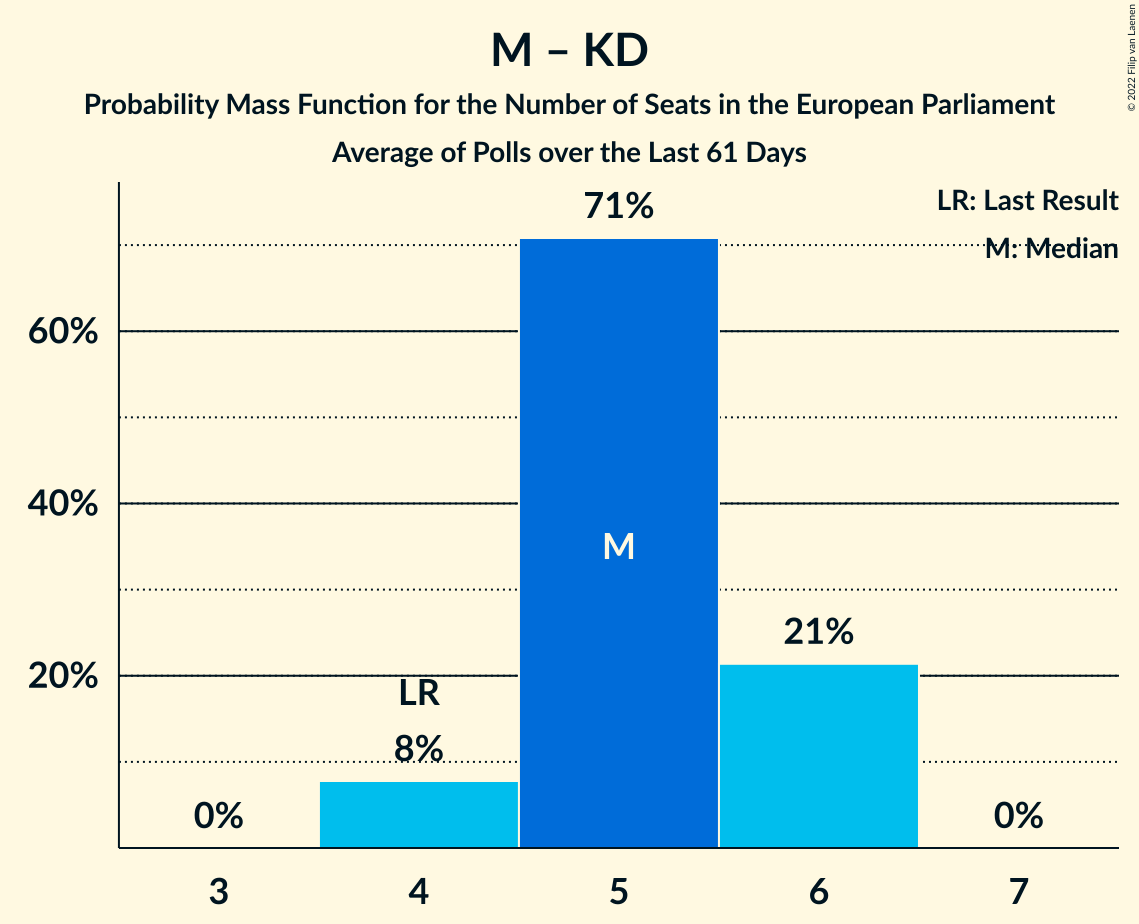 M – KD
Probability Mass Function for the Number of Seats in the European Parliament
Average of Polls over the Last 61 Days
© 2022 Filip van Laenen
LR: Last Result
M: Median
71%
60%
M
40%
21%
20%
LR
8%
0%
0%
3 4 5 6 7